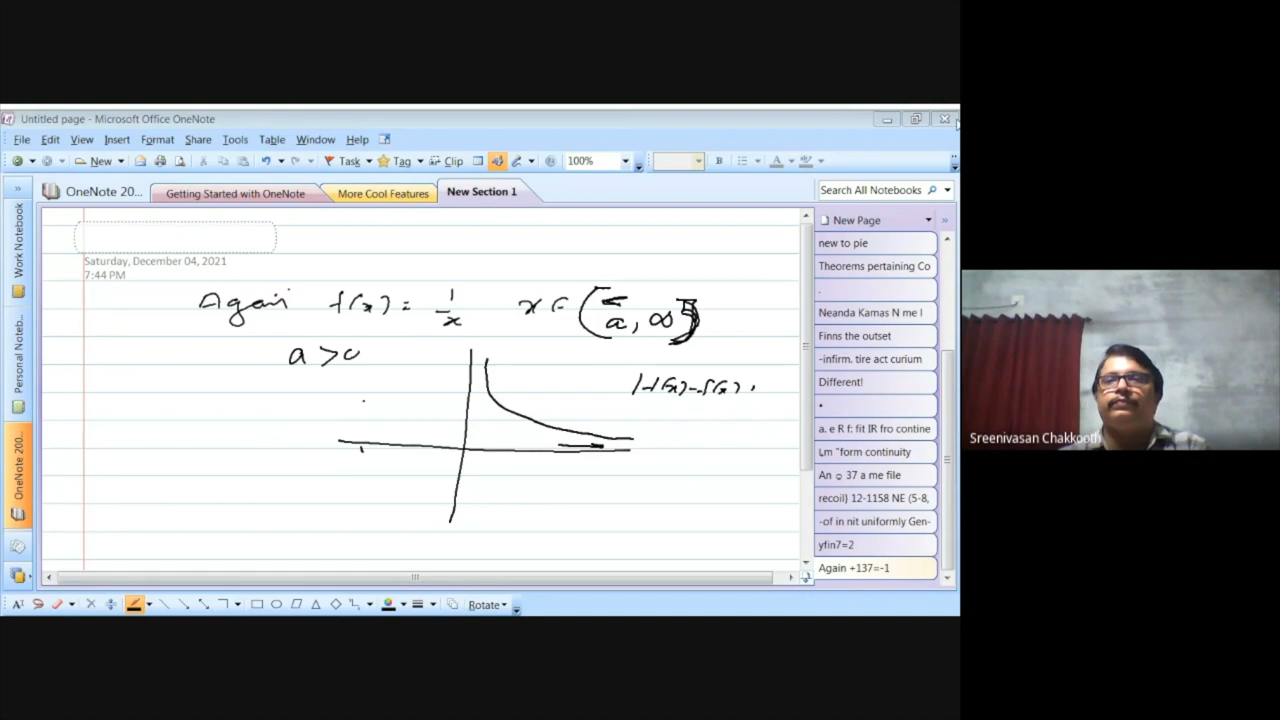 Untitled page - Microsoft Office OneNote
File Edit View Insert Format Share Tools Table Window Help
New Task Tag Clip 100% B A
OneNote 20... Getting Started with OneNote More Cool Features New Section 1 Search All Notebooks
Work Notebook
Personal Noteb...
OneNote 200...
Saturday, December 04, 2021
7:44 PM
Again f(x) = 1/x x ∈ [a, ∞)
a > 0
|f(x) - f(x)
New Page
new to pie
Theorems pertaining Co
.
Neanda Kamas N me l
Finns the outset
-infirm. tire act curium
Different!
•
a. e R f: fit IR fro contine
Lm "form continuity
An ☺ 37 a me file
recoil} 12-1158 NE (5-8,
-of in nit uniformly Gen-
yfin7=2
Again +137=-1
Rotate
Sreenivasan Chakkooth